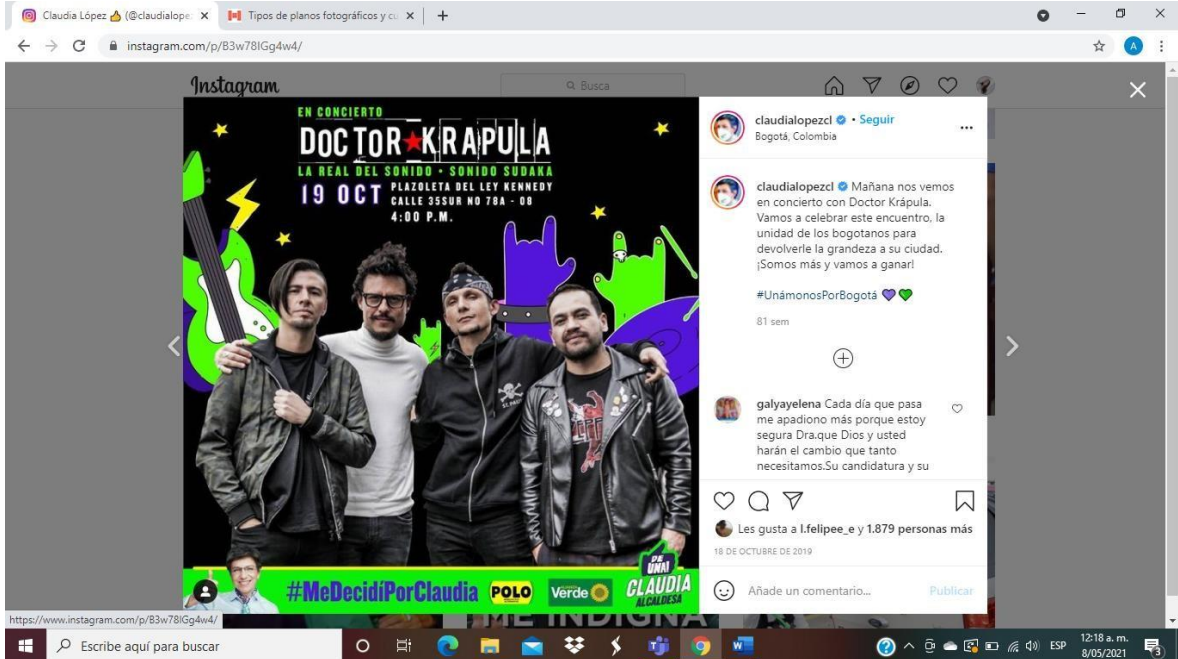 Claudia López 👍 (@claudialope
Tipos de planos fotográficos y cu
instagram.com/p/B3w78IGg4w4/
A
Instagram
Busca
EN CONCIERTO
DOCTOR★KRAPULA
LA REAL DEL SONIDO • SONIDO SUDAKA
19 OCT
PLAZOLETA DEL LEY KENNEDY
CALLE 35SUR NO 78A - 08
4:00 P.M.
#MeDecidíPorClaudia
POLO
Verde
DE UNA!
CLAUDIA
ALCALDESA
claudialopezcl • Seguir
Bogotá, Colombia
claudialopezcl Mañana nos vemos
en concierto con Doctor Krápula.
Vamos a celebrar este encuentro, la
unidad de los bogotanos para
devolverle la grandeza a su ciudad.
¡Somos más y vamos a ganar!
#UnámonosPorBogotá 💜💚
81 sem
galyayelena Cada día que pasa
me apadiono más porque estoy
segura Dra.que Dios y usted
harán el cambio que tanto
necesitamos.Su candidatura y su
Les gusta a l.felipee_e y 1.879 personas más
18 DE OCTUBRE DE 2019
Añade un comentario...
Publicar
ME INDIGNA
https://www.instagram.com/p/B3w78IGg4w4/
Escribe aquí para buscar
ESP
12:18 a. m.
8/05/2021
3